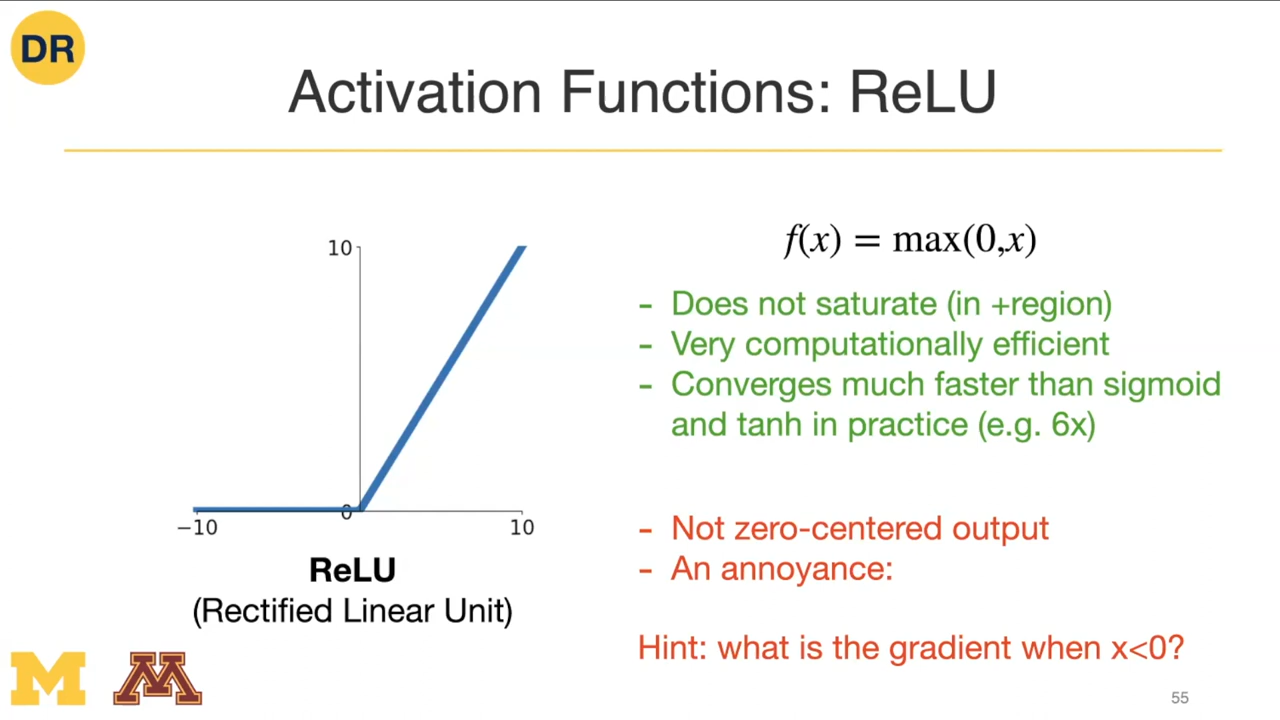 DR
Activation Functions: ReLU
10
0
−10
10
ReLU
(Rectified Linear Unit)
f(x) = max(0,x)
- Does not saturate (in +region)
- Very computationally efficient
- Converges much faster than sigmoid
and tanh in practice (e.g. 6x)
- Not zero-centered output
- An annoyance:
Hint: what is the gradient when x<0?
M
M
55